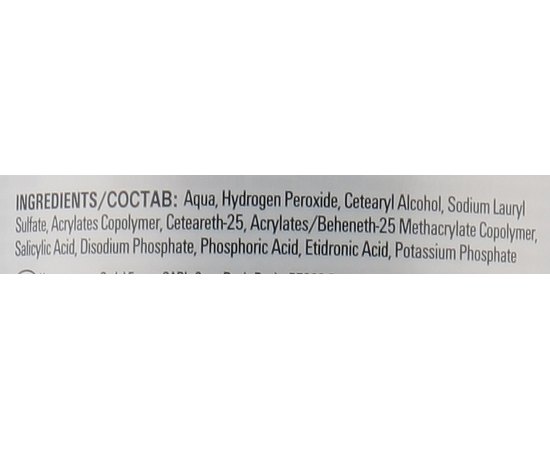 INGREDIENTS/СОСТАВ: Aqua, Hydrogen Peroxide, Cetearyl Alcohol, Sodium Lauryl
Sulfate, Acrylates Copolymer, Ceteareth-25, Acrylates/Beheneth-25 Methacrylate Copolymer,
Salicylic Acid, Disodium Phosphate, Phosphoric Acid, Etidronic Acid, Potassium Phosphate